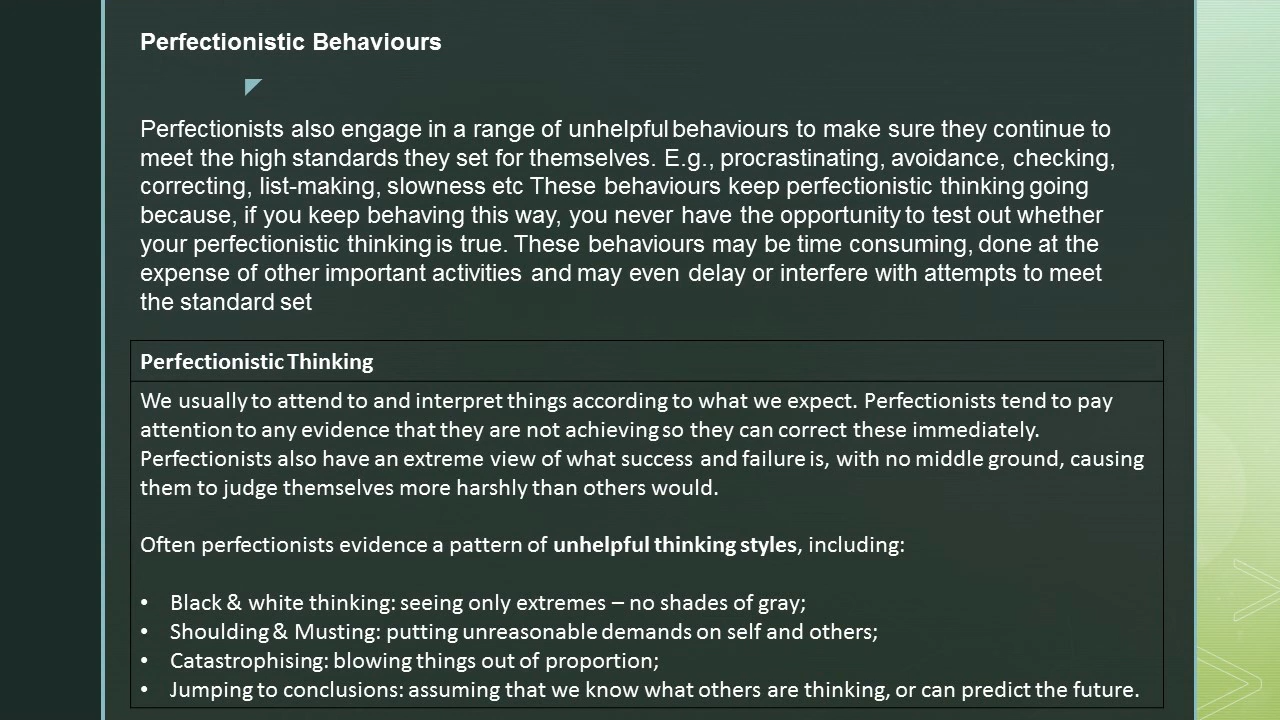 Perfectionistic Behaviours
Perfectionists also engage in a range of unhelpful behaviours to make sure they continue to
meet the high standards they set for themselves. E.g., procrastinating, avoidance, checking,
correcting, list-making, slowness etc These behaviours keep perfectionistic thinking going
because, if you keep behaving this way, you never have the opportunity to test out whether
your perfectionistic thinking is true. These behaviours may be time consuming, done at the
expense of other important activities and may even delay or interfere with attempts to meet
the standard set
Perfectionistic Thinking
We usually to attend to and interpret things according to what we expect. Perfectionists tend to pay
attention to any evidence that they are not achieving so they can correct these immediately.
Perfectionists also have an extreme view of what success and failure is, with no middle ground, causing
them to judge themselves more harshly than others would.
Often perfectionists evidence a pattern of unhelpful thinking styles, including:
• Black & white thinking: seeing only extremes – no shades of gray;
• Shoulding & Musting: putting unreasonable demands on self and others;
• Catastrophising: blowing things out of proportion;
• Jumping to conclusions: assuming that we know what others are thinking, or can predict the future.